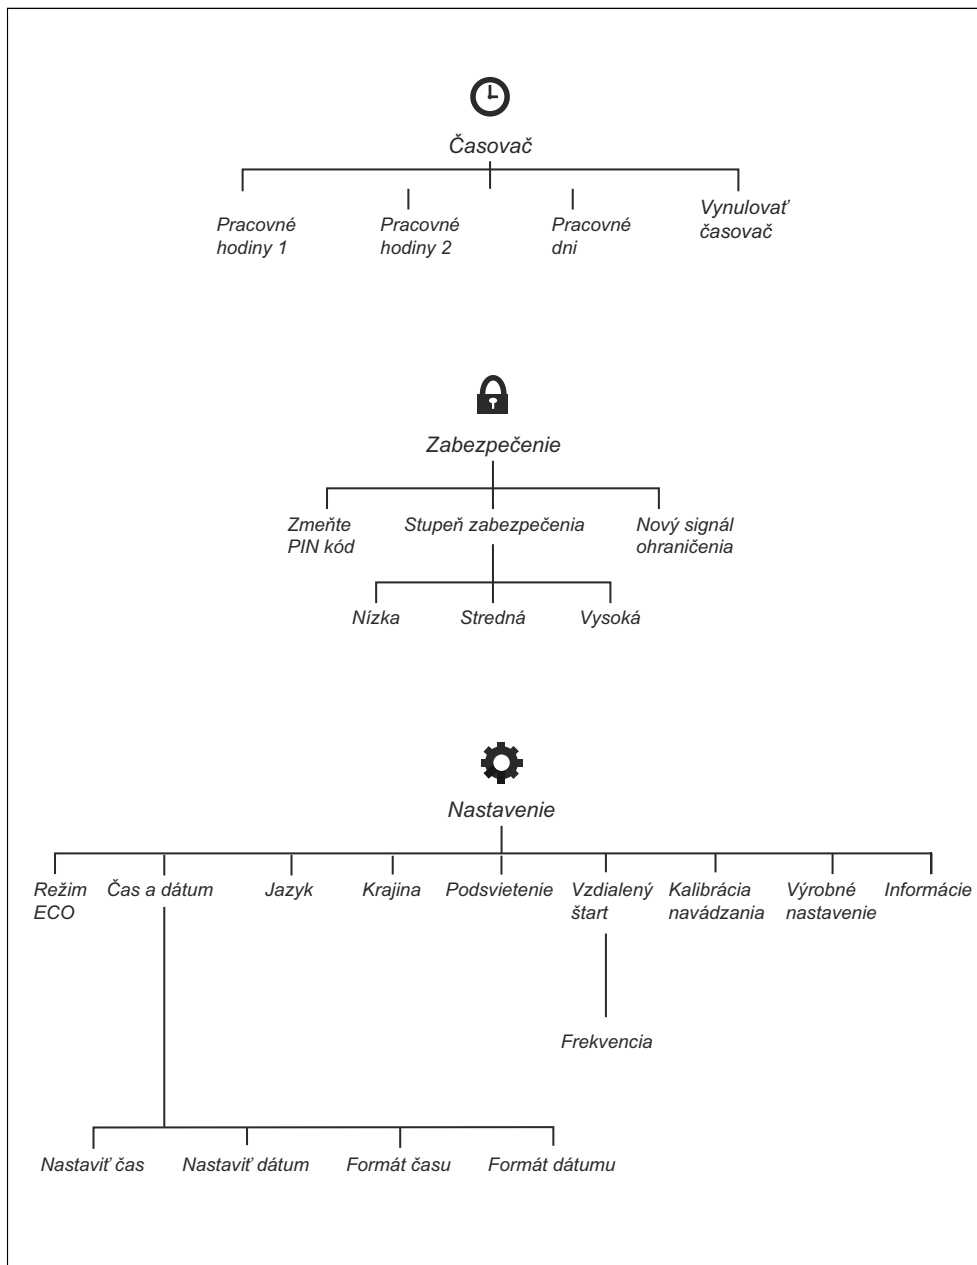 Časovač
Pracovné
hodiny 1
Pracovné
hodiny 2
Pracovné
dni
Vynulovať
časovač
Zabezpečenie
Zmeňte
PIN kód
Stupeň zabezpečenia
Nový signál
ohraničenia
Nízka
Stredná
Vysoká
Nastavenie
Režim
ECO
Čas a dátum
Jazyk
Krajina
Podsvietenie
Vzdialený
štart
Kalibrácia
navádzania
Výrobné
nastavenie
Informácie
Frekvencia
Nastaviť čas
Nastaviť dátum
Formát času
Formát dátumu